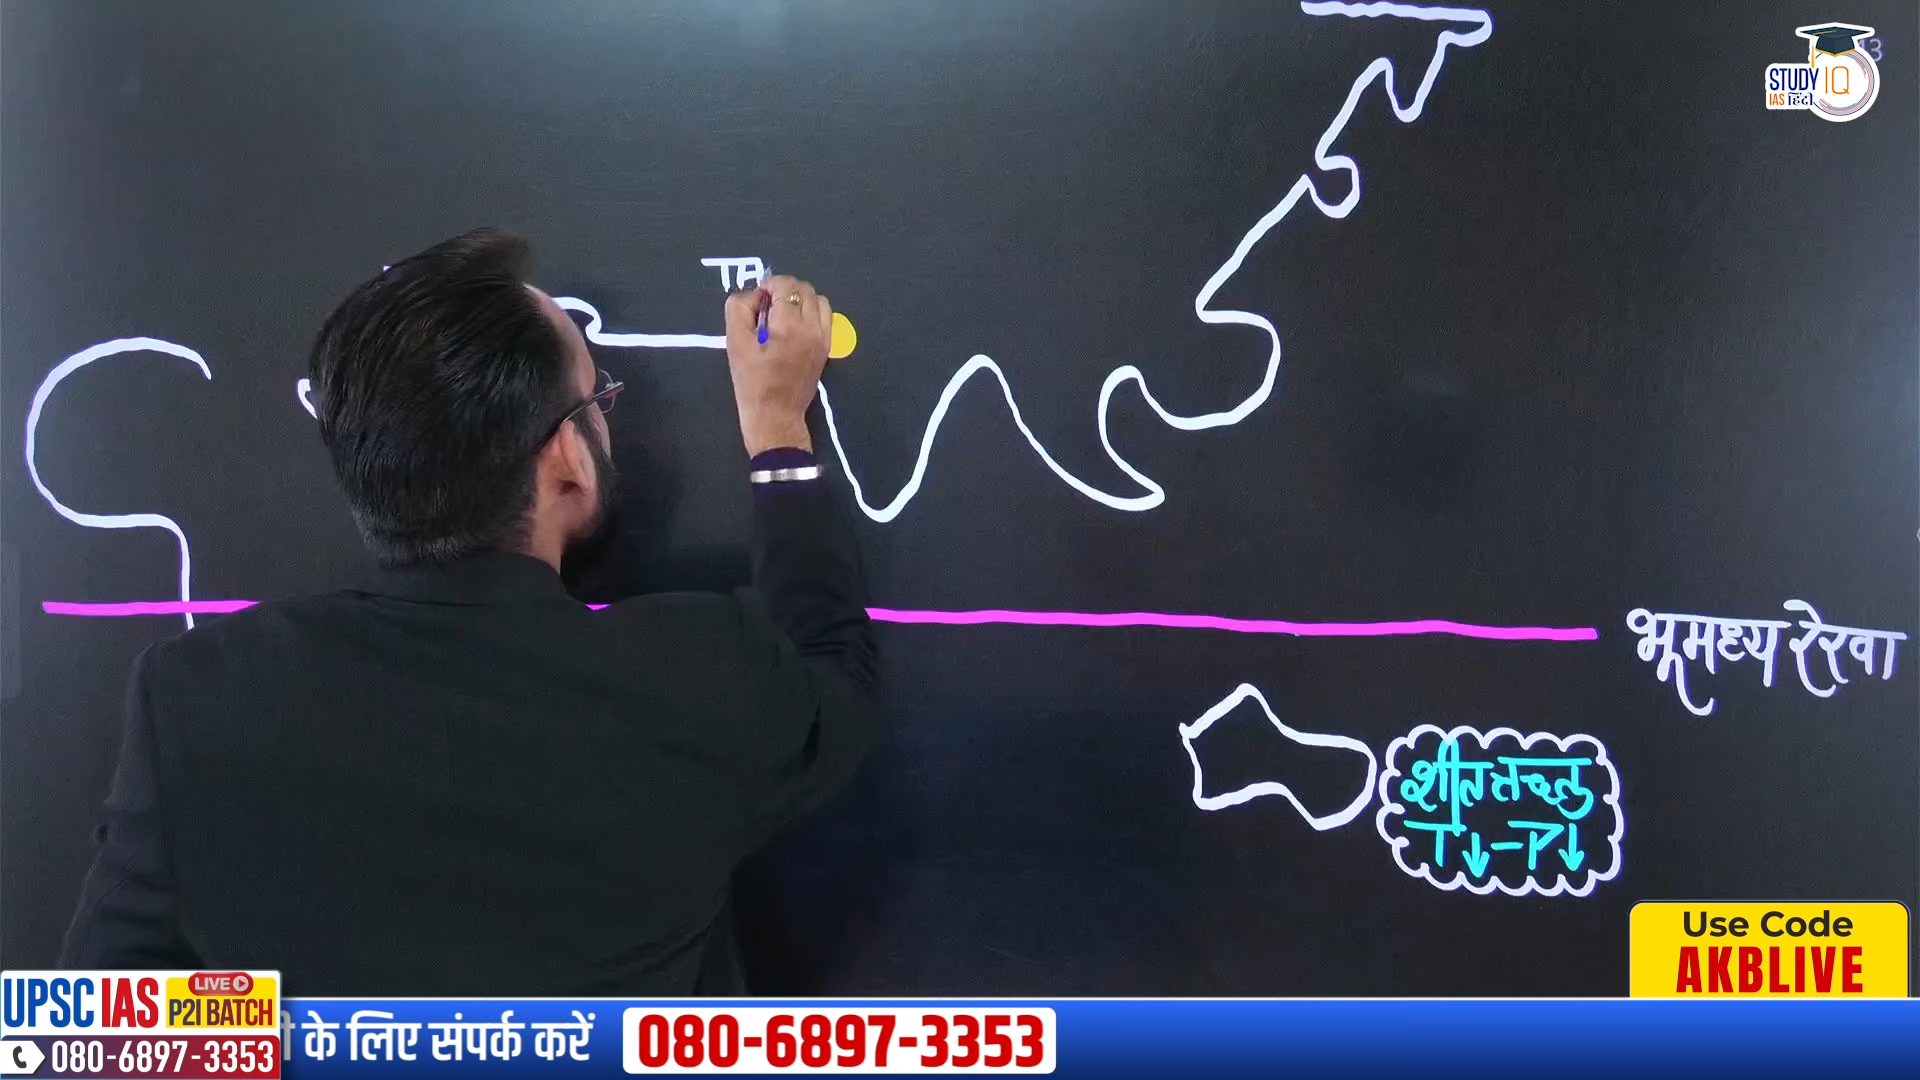 13
STUDY IQ
IAS हिंदी
भूमध्य रेखा
T↓-P↓
Use Code
AKBLIVE
UPSC IAS
LIVE
P2I BATCH
080-6897-3353
के लिए संपर्क करें
080-6897-3353